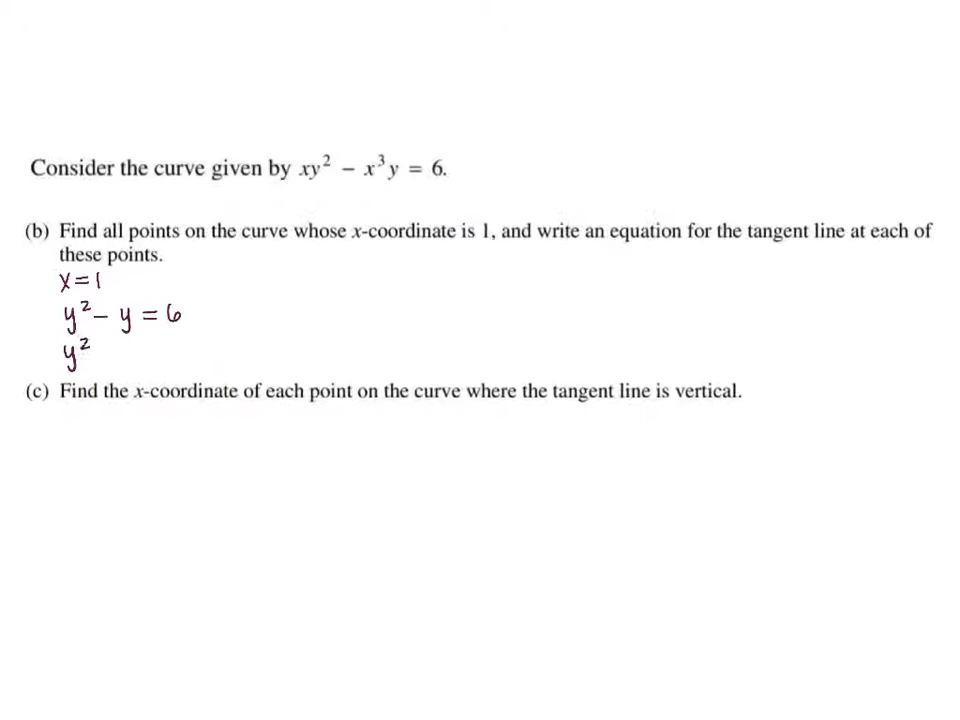 Consider the curve given by xy² − x³y = 6.
(b) Find all points on the curve whose x-coordinate is 1, and write an equation for the tangent line at each of
these points.
x=1
y²− y = 6
y²
(c) Find the x-coordinate of each point on the curve where the tangent line is vertical.